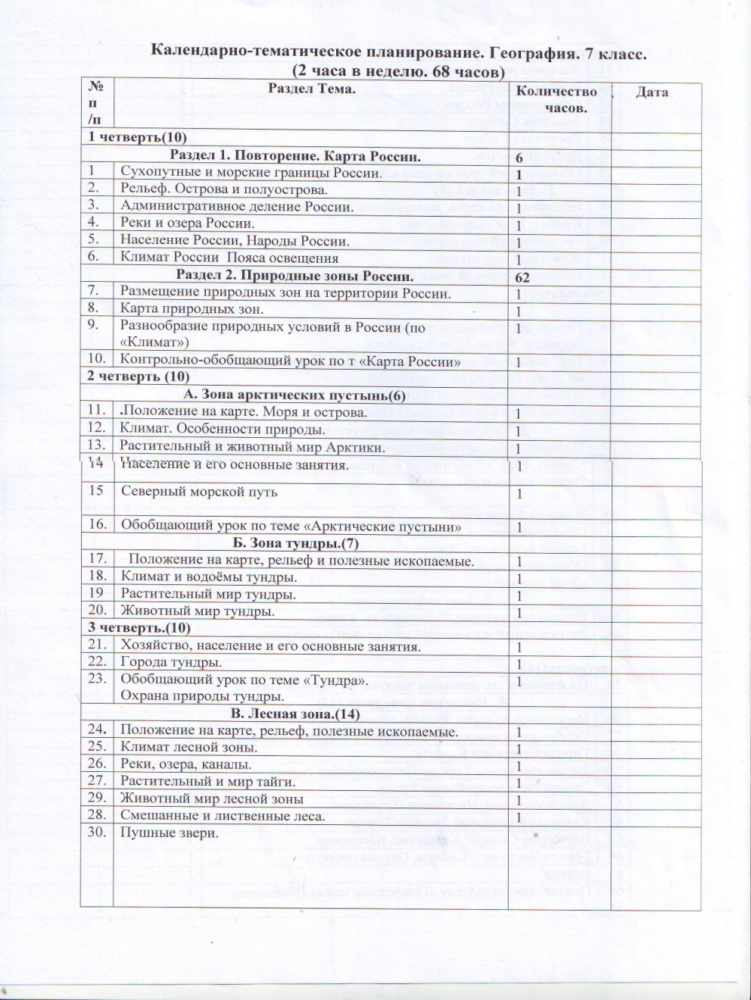 Календарно-тематическое планирование. География. 7 класс.
(2 часа в неделю. 68 часов)
№ п /п Раздел Тема. Количество часов. Дата
1 четверть(10)
Раздел 1. Повторение. Карта России. 6
1 Сухопутные и морские границы России. 1
2. Рельеф. Острова и полуострова. 1
3. Административное деление России. 1
4. Реки и озера России. 1
5. Население России, Народы России. 1
6. Климат России Пояса освещения 1
Раздел 2. Природные зоны России. 62
7. Размещение природных зон на территории России. 1
8. Карта природных зон. 1
9. Разнообразие природных условий в России (по 1
«Климат»)
10. Контрольно-обобщающий урок по т «Карта России» 1
2 четверть (10)
А. Зона арктических пустынь(6)
11. .Положение на карте. Моря и острова. 1
12. Климат. Особенности природы. 1
13. Растительный и животный мир Арктики. 1
14 Население и его основные занятия. 1
15 Северный морской путь 1
16. Обобщающий урок по теме «Арктические пустыни» 1
Б. Зона тундры.(7)
17. Положение на карте, рельеф и полезные ископаемые. 1
18. Климат и водоёмы тундры. 1
19 Растительный мир тундры. 1
20. Животный мир тундры. 1
3 четверть.(10)
21. Хозяйство, население и его основные занятия. 1
22. Города тундры. 1
23. Обобщающий урок по теме «Тундра». 1
Охрана природы тундры.
В. Лесная зона.(14)
24. Положение на карте, рельеф, полезные ископаемые. 1
25. Климат лесной зоны. 1
26. Реки, озера, каналы. 1
27. Растительный и мир тайги. 1
29. Животный мир лесной зоны 1
28. Смешанные и лиственные леса. 1
30. Пушные звери.